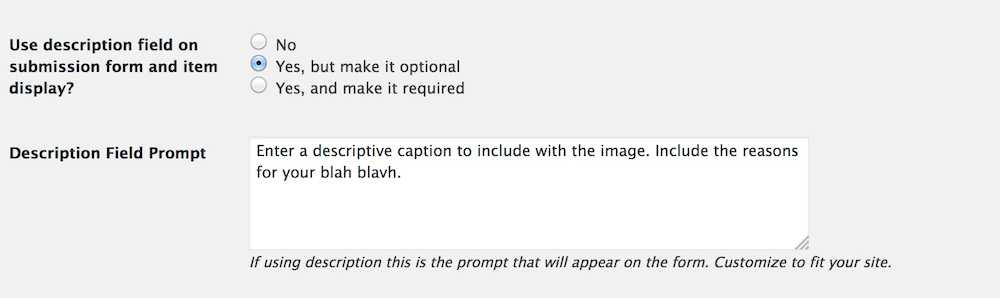 Use description field on
submission form and item
display?
No
Yes, but make it optional
Yes, and make it required
Description Field Prompt
Enter a descriptive caption to include with the image. Include the reasons
for your blah blavh.
If using description this is the prompt that will appear on the form. Customize to fit your site.